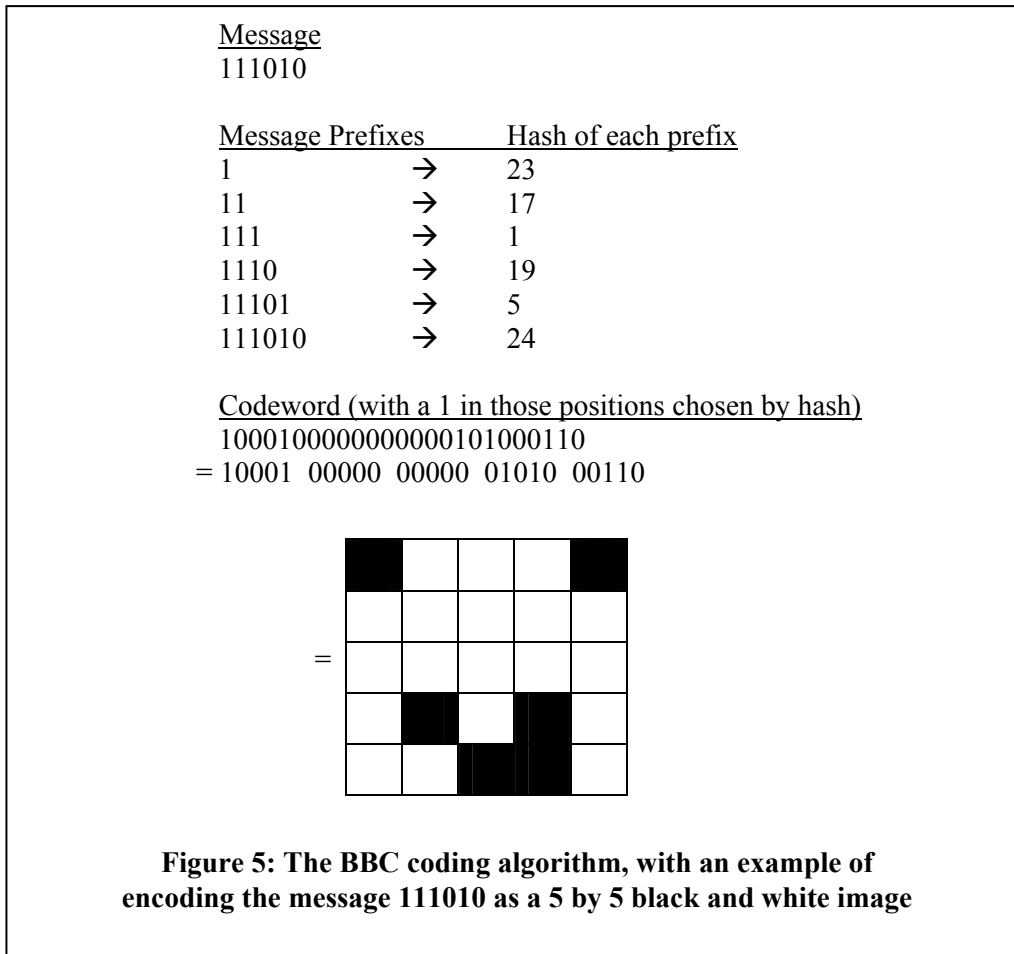 Message
111010
Message Prefixes Hash of each prefix
1 → 23
11 → 17
111 → 1
1110 → 19
11101 → 5
111010 → 24
Codeword (with a 1 in those positions chosen by hash)
1000100000000000101000110
= 10001 00000 00000 01010 00110
=
Figure 5: The BBC coding algorithm, with an example of
encoding the message 111010 as a 5 by 5 black and white image